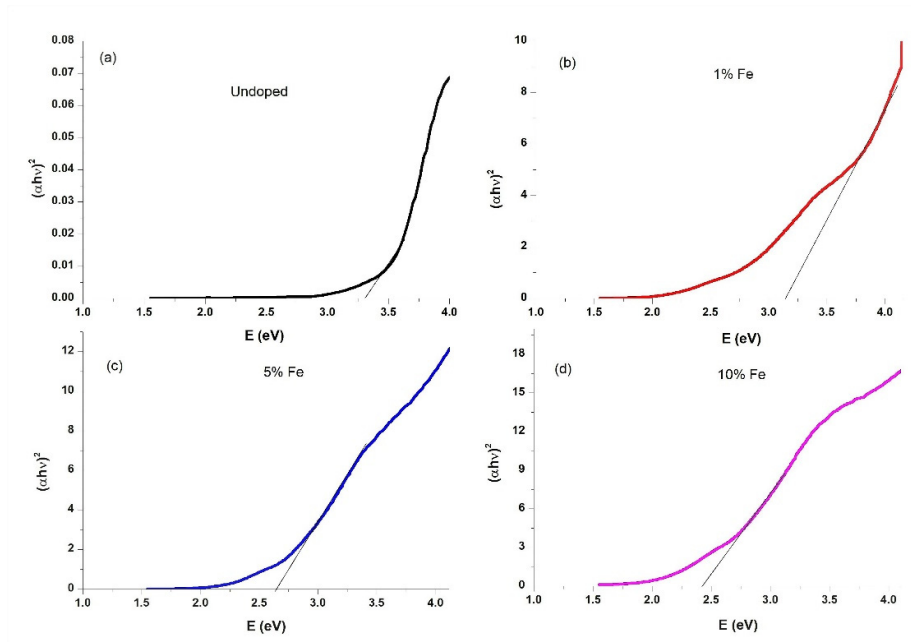 (a)
Undoped
(αhν)²
0.08
0.07
0.06
0.05
0.04
0.03
0.02
0.01
0.00
1.0 1.5 2.0 2.5 3.0 3.5 4.0
E (eV)
(b)
1% Fe
(αhν)²
10
8
6
4
2
0
1.0 1.5 2.0 2.5 3.0 3.5 4.0
E (eV)
(c)
5% Fe
(αhν)²
12
10
8
6
4
2
0
1.0 1.5 2.0 2.5 3.0 3.5 4.0
E (eV)
(d)
10% Fe
(αhν)²
18
15
12
9
6
3
0
1.0 1.5 2.0 2.5 3.0 3.5 4.0
E (eV)